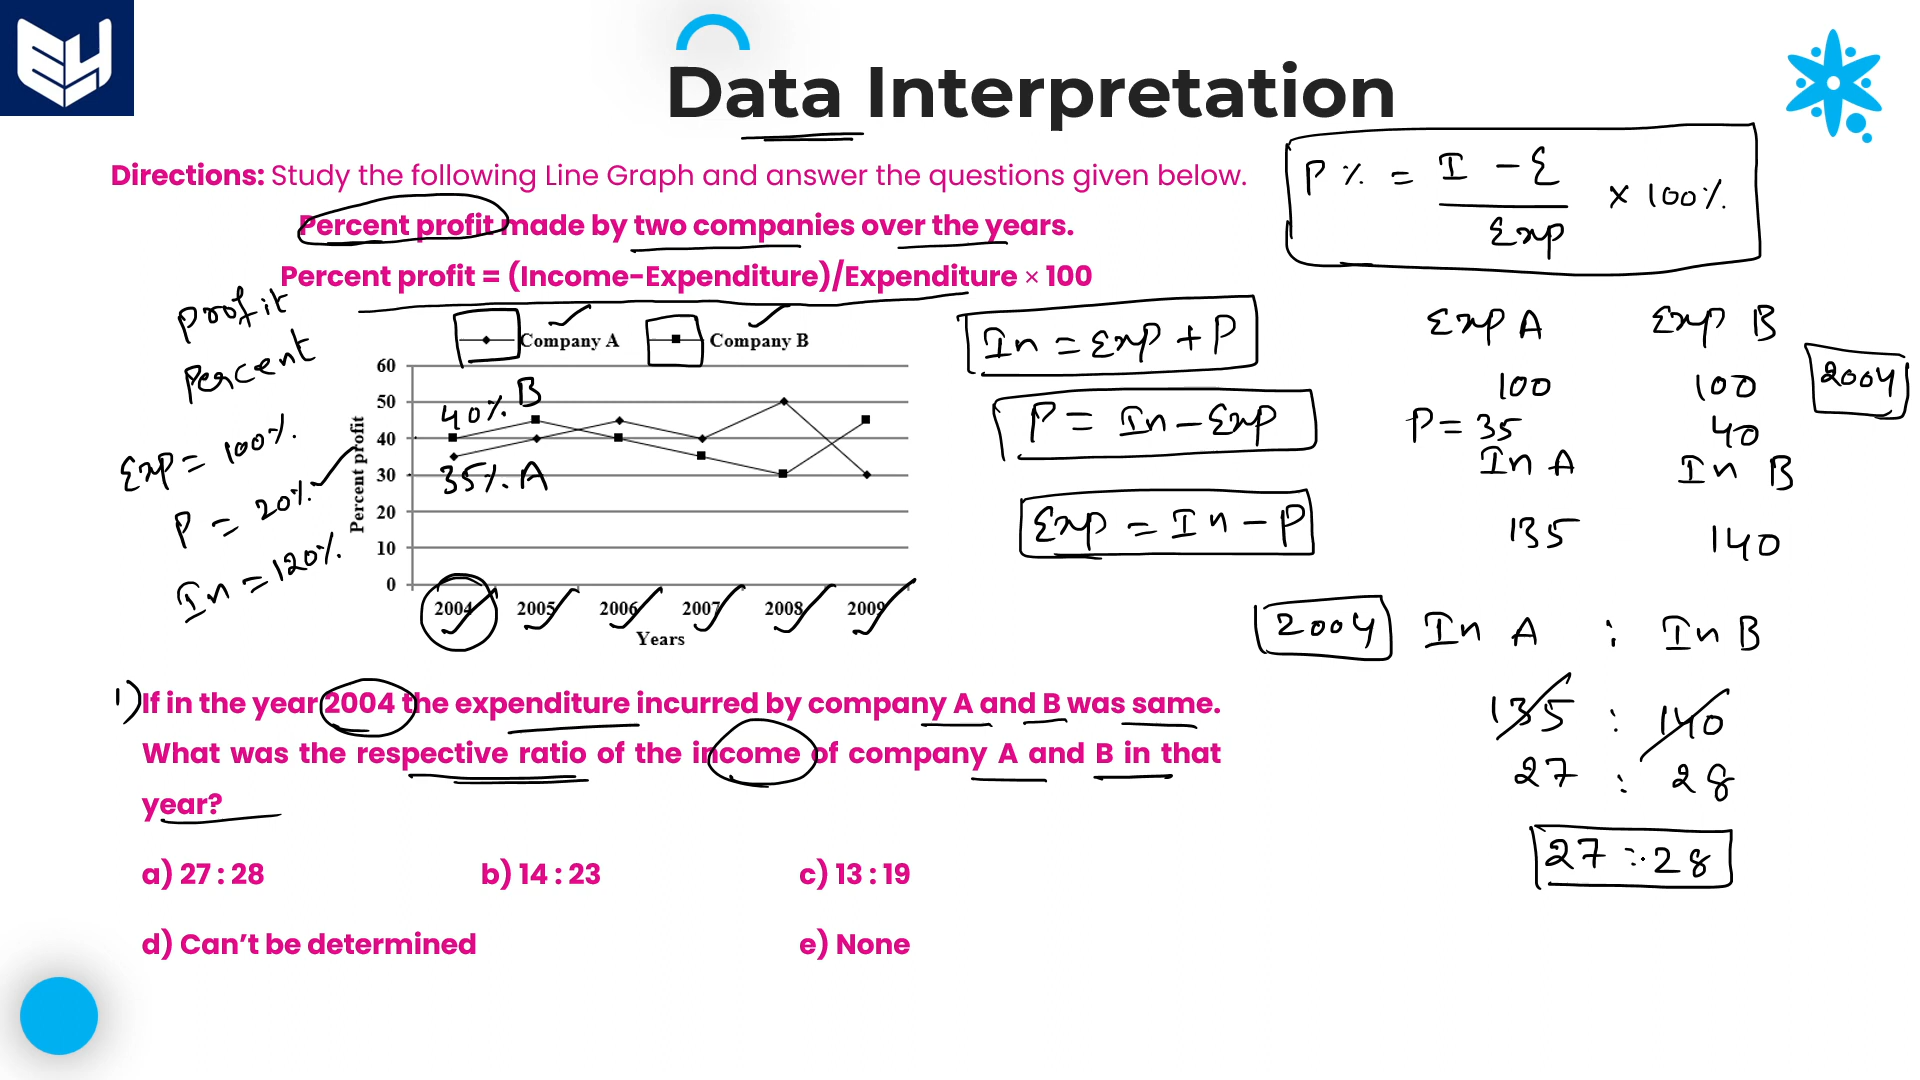 Data Interpretation
Directions: Study the following Line Graph and answer the questions given below.
Percent profit made by two companies over the years.
Percent profit = (Income-Expenditure)/Expenditure × 100
P % = I - E / Exp × 100%
profit
percent
Exp = 100%
P = 20%
In = 120%
Company A
Company B
60
50
40
30
20
10
0
Percent profit
40% B
35% A
2004
2005
2006
2007
2008
2009
Years
In = Exp + P
P = In - Exp
Exp = In - P
Exp A Exp B
2004
100 100
P = 35 40
In A In B
135 140
2004 In A : In B
135 : 140
27 : 28
27 : 28
1) If in the year 2004 the expenditure incurred by company A and B was same.
What was the respective ratio of the income of company A and B in that
year?
a) 27 : 28 b) 14 : 23 c) 13 : 19
d) Can't be determined e) None